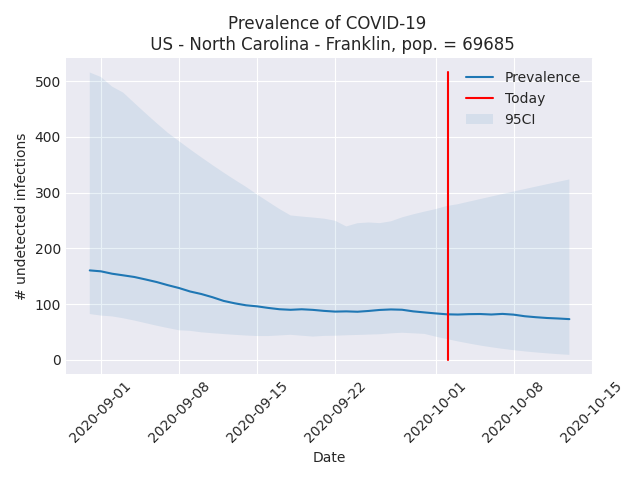 Prevalence of COVID-19
US - North Carolina - Franklin, pop. = 69685
Prevalence
Today
95CI
500
400
300
200
100
0
# undetected infections
2020-09-01
2020-09-08
2020-09-15
2020-09-22
2020-10-01
2020-10-08
2020-10-15
Date